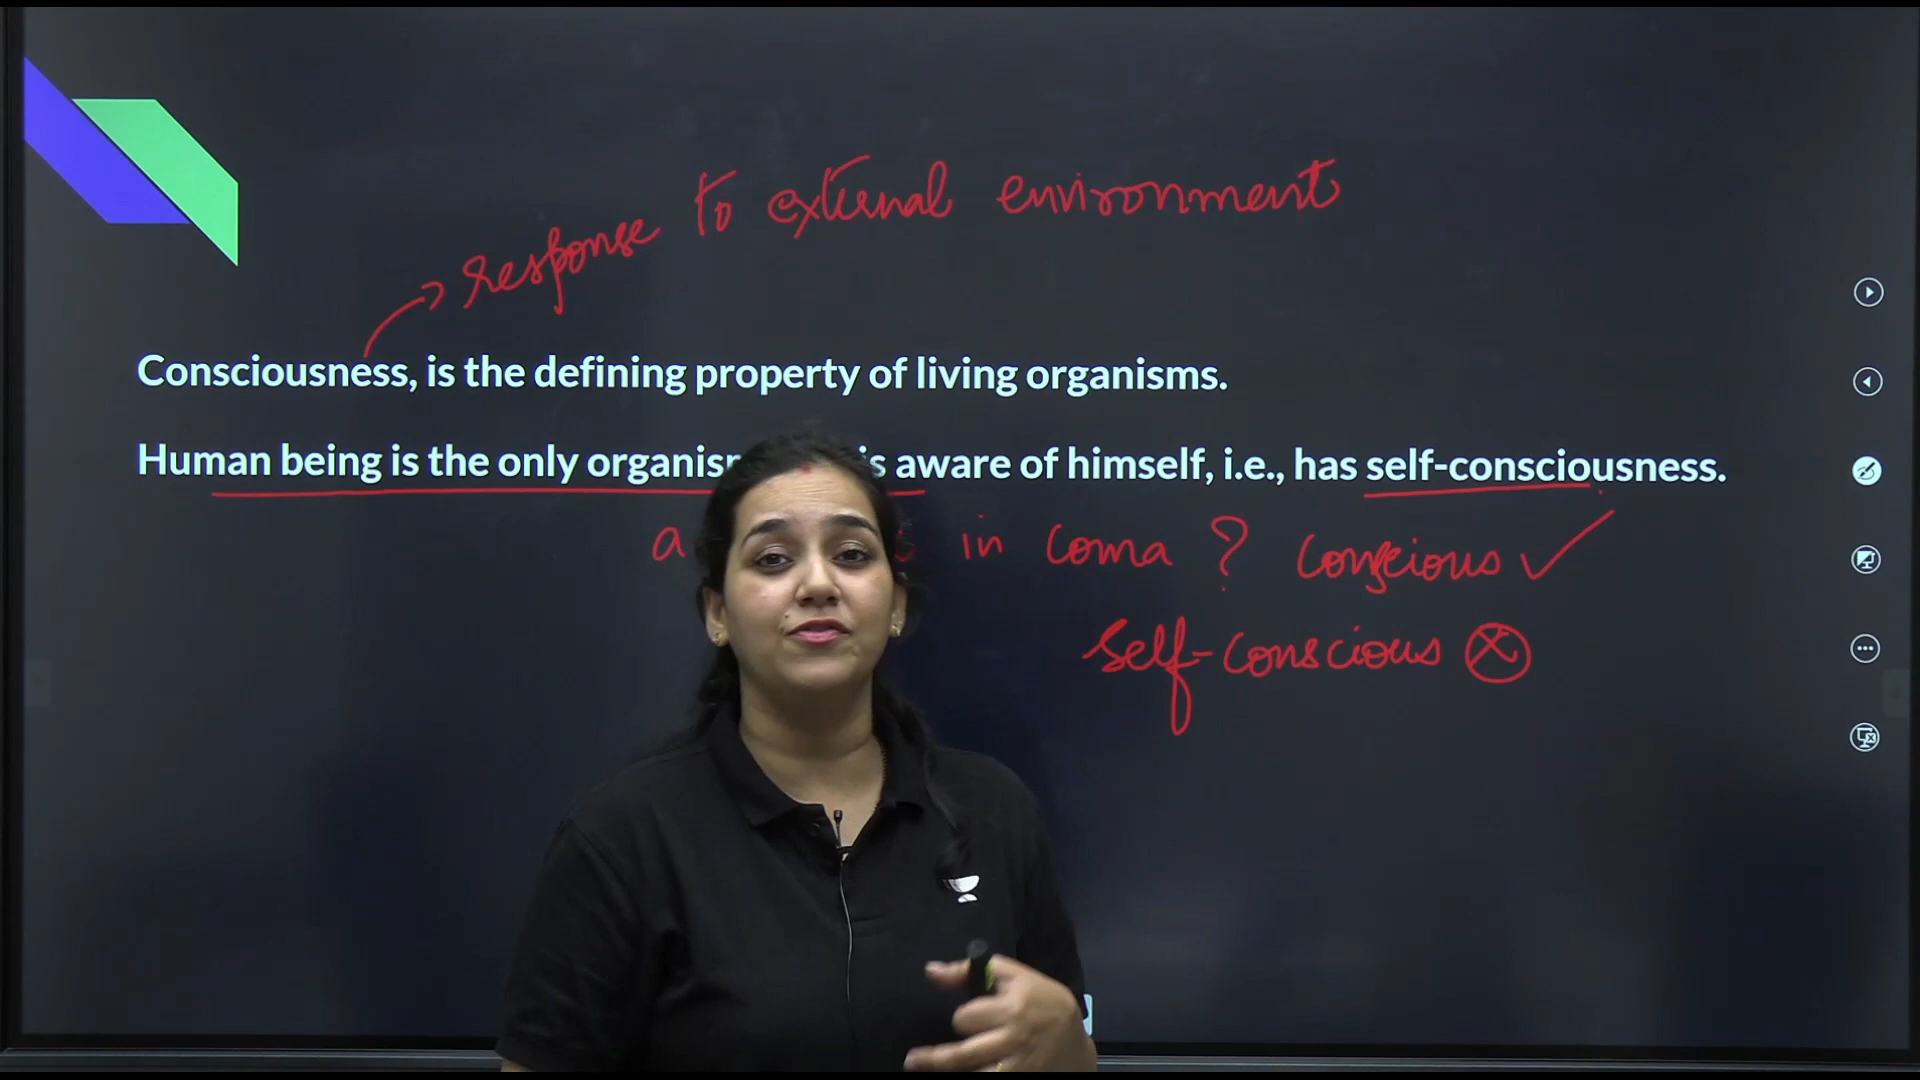 response to external environment
Consciousness, is the defining property of living organisms.
Human being is the only is aware of himself, i.e., has self-consciousness.
a in coma ? conscious ✓
self-conscious ⓧ